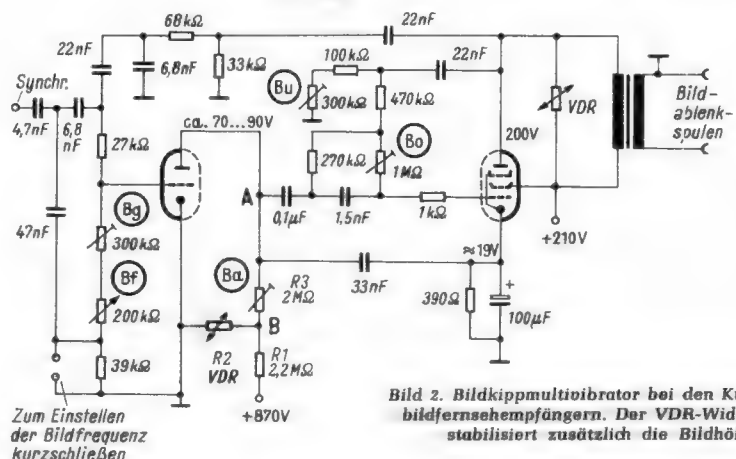 68kΩ
22nF
22nF
6,8nF
33kΩ
100kΩ
22nF
Synchr.
Bu
300kΩ
470kΩ
VDR
Bild-
ablenk-
spulen
4,7nF
6,8
nF
ca. 70...90V
27kΩ
270kΩ
Bo
1MΩ
200V
A
0,1µF
1,5nF
1kΩ
+210V
47nF
Bg
300kΩ
≈19V
Ba
R3
2MΩ
33nF
Bf
200kΩ
390Ω
+
100µF
B
39kΩ
R2
VDR
R1
2,2MΩ
+870V
Zum Einstellen
der Bildfrequenz
kurzschließen
Bild 2. Bildkippmultivibrator bei den
bildfernsehempfängern. Der
stabilisiert zusätzlich die